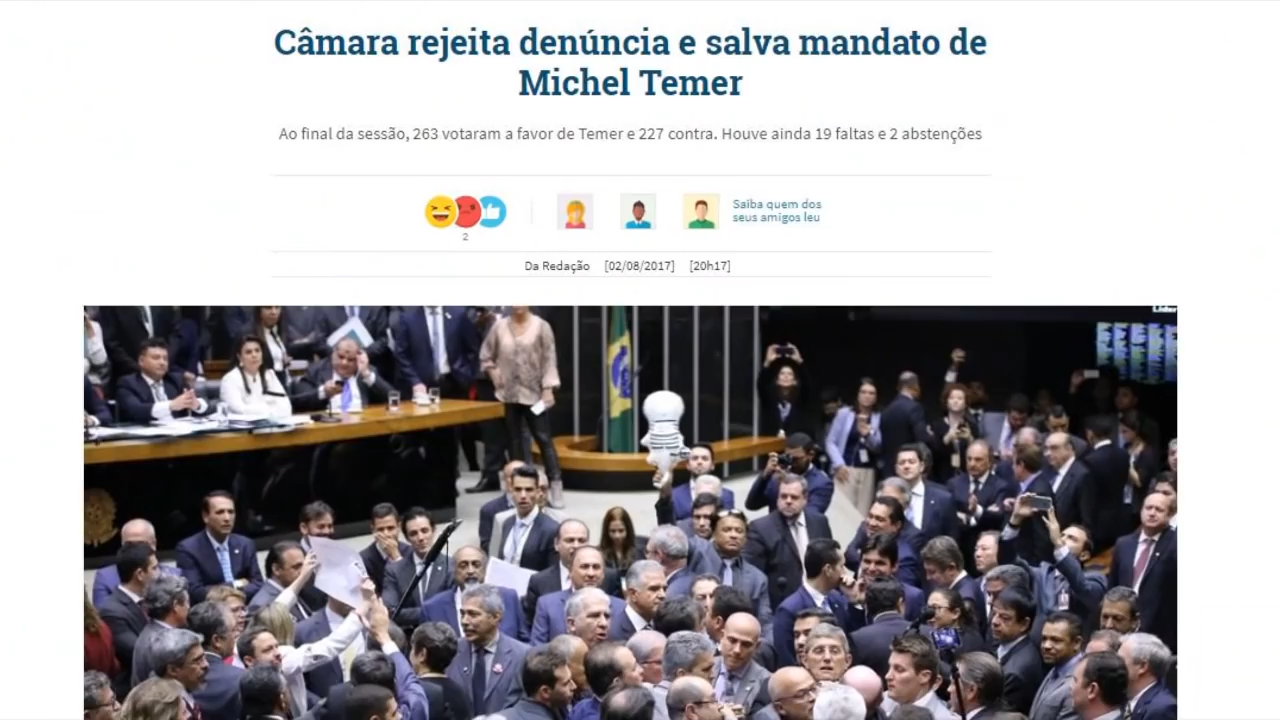 Câmara rejeita denúncia e salva mandato de
Michel Temer
Ao final da sessão, 263 votaram a favor de Temer e 227 contra. Houve ainda 19 faltas e 2 abstenções
2
Saiba quem dos
seus amigos leu
Da Redação [02/08/2017] [20h17]